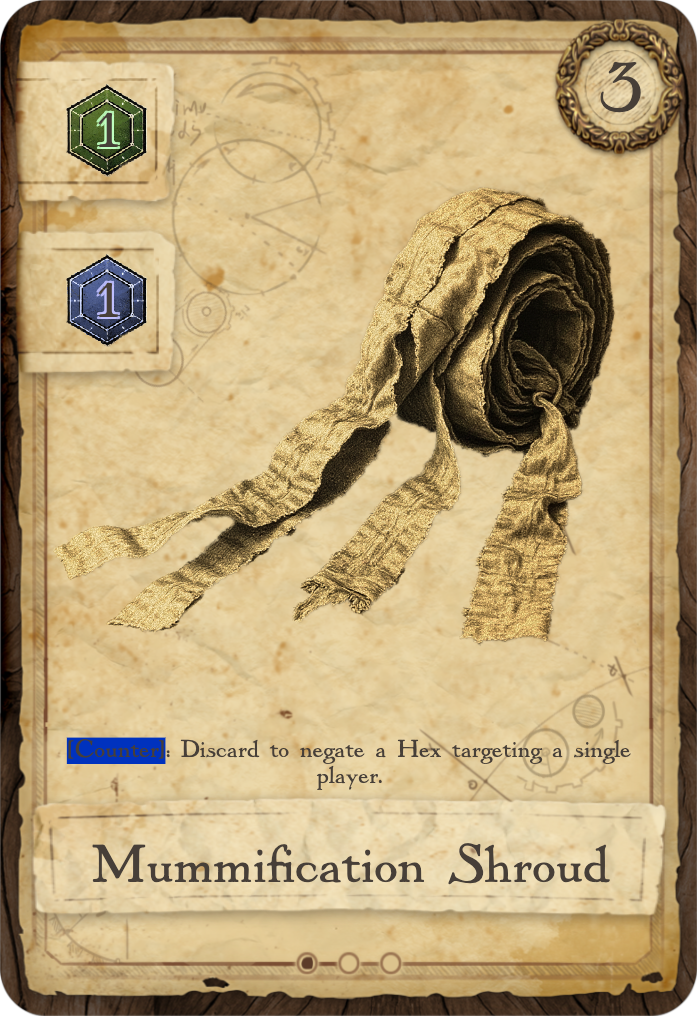 3
1
1
[Counter]: Discard to negate a Hex targeting a single
player.
Mummification Shroud